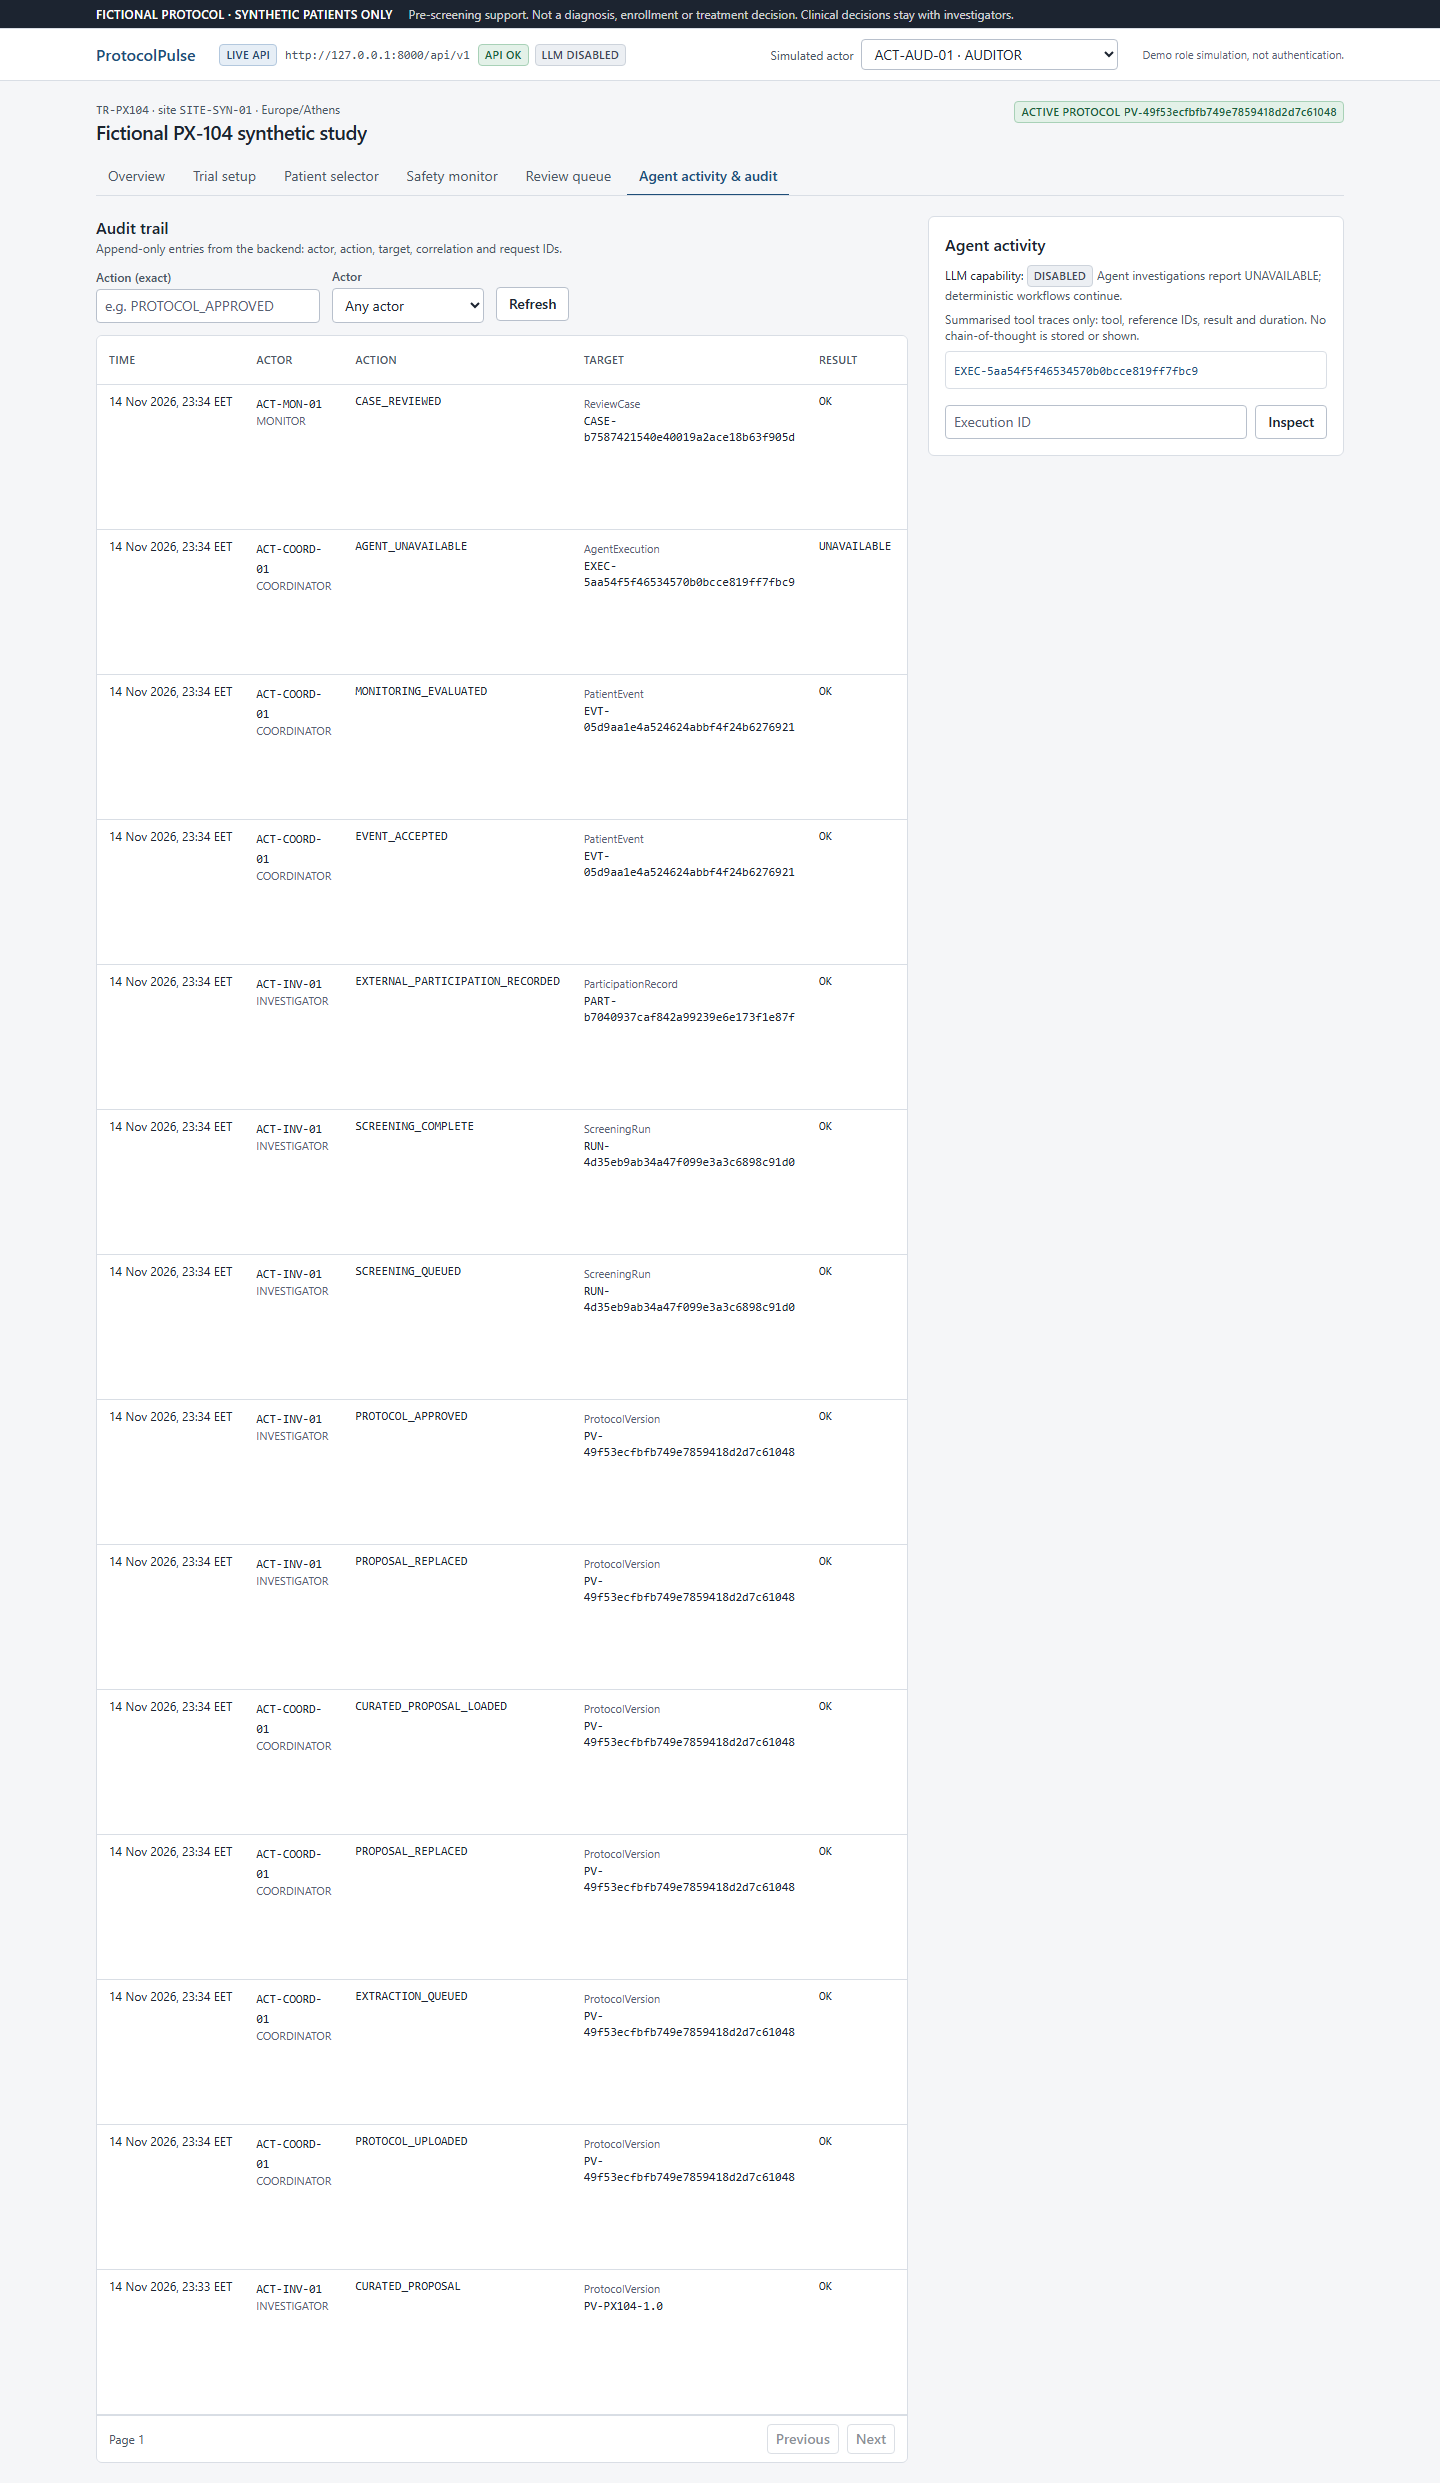 FICTIONAL PROTOCOL · SYNTHETIC PATIENTS ONLY Pre-screening support. Not a diagnosis, enrollment or treatment decision. Clinical decisions stay with investigators.
ProtocolPulse LIVE API http://127.0.0.1:8000/api/v1 API OK LLM DISABLED Simulated actor ACT-AUD-01 · AUDITOR Demo role simulation, not authentication.
TR-PX104 · site SITE-SYN-01 · Europe/Athens
Fictional PX-104 synthetic study
ACTIVE PROTOCOL PV-49f53ecfbfb749e7859418d2d7c61048
Overview Trial setup Patient selector Safety monitor Review queue Agent activity & audit
Audit trail
Append-only entries from the backend: actor, action, target, correlation and request IDs.
Action (exact) Actor
e.g. PROTOCOL_APPROVED Any actor Refresh
TIME ACTOR ACTION TARGET RESULT
14 Nov 2026, 23:34 EET ACT-MON-01 CASE_REVIEWED ReviewCase OK
MONITOR CASE-
b7587421540e40019a2ace18b63f905d
14 Nov 2026, 23:34 EET ACT-COORD- AGENT_UNAVAILABLE AgentExecution UNAVAILABLE
01 EXEC-
COORDINATOR 5aa54f5f46534570b0bcce819ff7fbc9
14 Nov 2026, 23:34 EET ACT-COORD- MONITORING_EVALUATED PatientEvent OK
01 EVT-
COORDINATOR 05d9aa1e4a524624abbf4f24b6276921
14 Nov 2026, 23:34 EET ACT-COORD- EVENT_ACCEPTED PatientEvent OK
01 EVT-
COORDINATOR 05d9aa1e4a524624abbf4f24b6276921
14 Nov 2026, 23:34 EET ACT-INV-01 EXTERNAL_PARTICIPATION_RECORDED ParticipationRecord OK
INVESTIGATOR PART-
b7040937caf842a99239e6e173f1e87f
14 Nov 2026, 23:34 EET ACT-INV-01 SCREENING_COMPLETE ScreeningRun OK
INVESTIGATOR RUN-
4d35eb9ab34a47f099e3a3c6898c91d0
14 Nov 2026, 23:34 EET ACT-INV-01 SCREENING_QUEUED ScreeningRun OK
INVESTIGATOR RUN-
4d35eb9ab34a47f099e3a3c6898c91d0
14 Nov 2026, 23:34 EET ACT-INV-01 PROTOCOL_APPROVED ProtocolVersion OK
INVESTIGATOR PV-
49f53ecfbfb749e7859418d2d7c61048
14 Nov 2026, 23:34 EET ACT-INV-01 PROPOSAL_REPLACED ProtocolVersion OK
INVESTIGATOR PV-
49f53ecfbfb749e7859418d2d7c61048
14 Nov 2026, 23:34 EET ACT-COORD- CURATED_PROPOSAL_LOADED ProtocolVersion OK
01 PV-
COORDINATOR 49f53ecfbfb749e7859418d2d7c61048
14 Nov 2026, 23:34 EET ACT-COORD- PROPOSAL_REPLACED ProtocolVersion OK
01 PV-
COORDINATOR 49f53ecfbfb749e7859418d2d7c61048
14 Nov 2026, 23:34 EET ACT-COORD- EXTRACTION_QUEUED ProtocolVersion OK
01 PV-
COORDINATOR 49f53ecfbfb749e7859418d2d7c61048
14 Nov 2026, 23:34 EET ACT-COORD- PROTOCOL_UPLOADED ProtocolVersion OK
01 PV-
COORDINATOR 49f53ecfbfb749e7859418d2d7c61048
14 Nov 2026, 23:33 EET ACT-INV-01 CURATED_PROPOSAL ProtocolVersion OK
INVESTIGATOR PV-PX104-1.0
Page 1 Previous Next
Agent activity
LLM capability: DISABLED Agent investigations report UNAVAILABLE;
deterministic workflows continue.
Summarised tool traces only: tool, reference IDs, result and duration. No
chain-of-thought is stored or shown.
EXEC-5aa54f5f46534570b0bcce819ff7fbc9
Execution ID Inspect